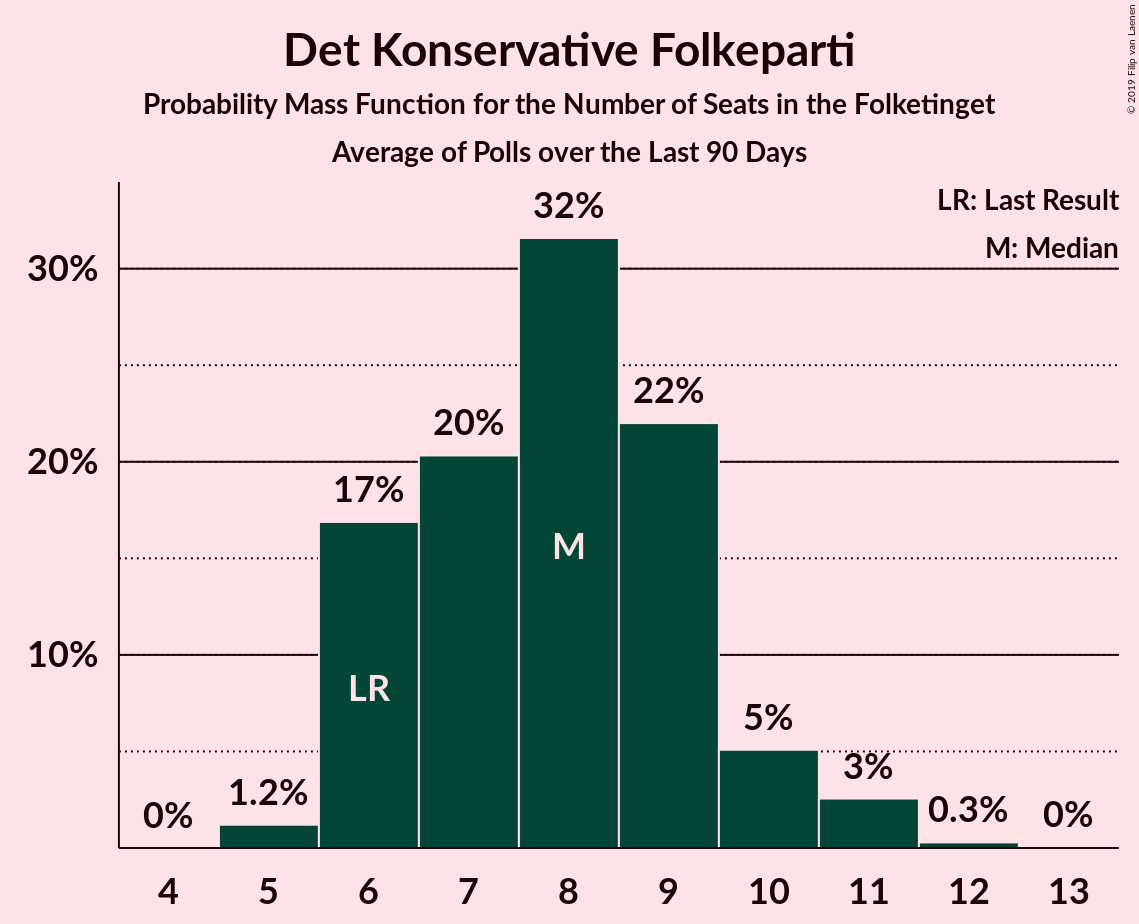 Det Konservative Folkeparti
Probability Mass Function for the Number of Seats in the Folketinget
Average of Polls over the Last 90 Days
© 2019 Filip van Laenen
LR: Last Result
M: Median
32%
30%
22%
20%
20%
17%
M
10%
LR
5%
3%
1.2%
0.3%
0%
0%
4 5 6 7 8 9 10 11 12 13